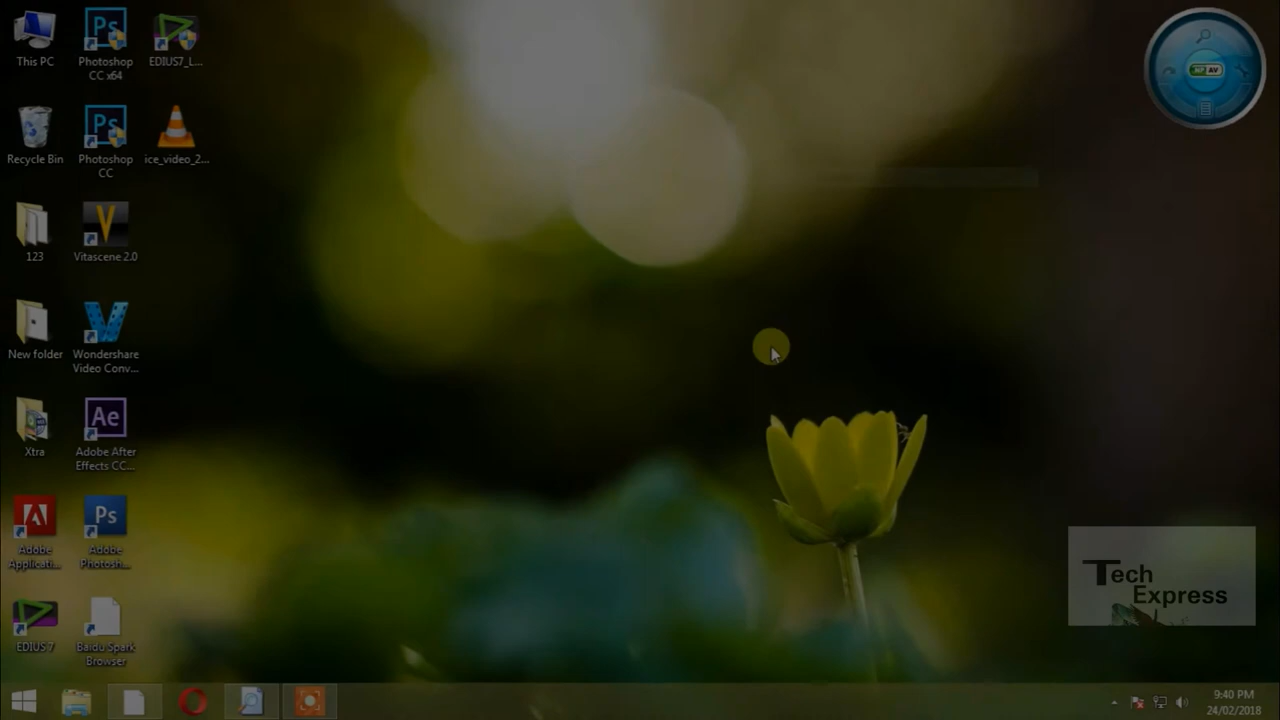 This PC
Photoshop
CC x64
EDIUS7_L...
Recycle Bin
Photoshop
CC
ice_video_2...
123
Vitascene 2.0
New folder
Wondershare
Video Conv...
Xtra
Adobe After
Effects CC...
Adobe
Applicati...
Adobe
Photosh...
EDIUS7
Baidu Spark
Browser
Tech
Express
9:40 PM
24/02/2018